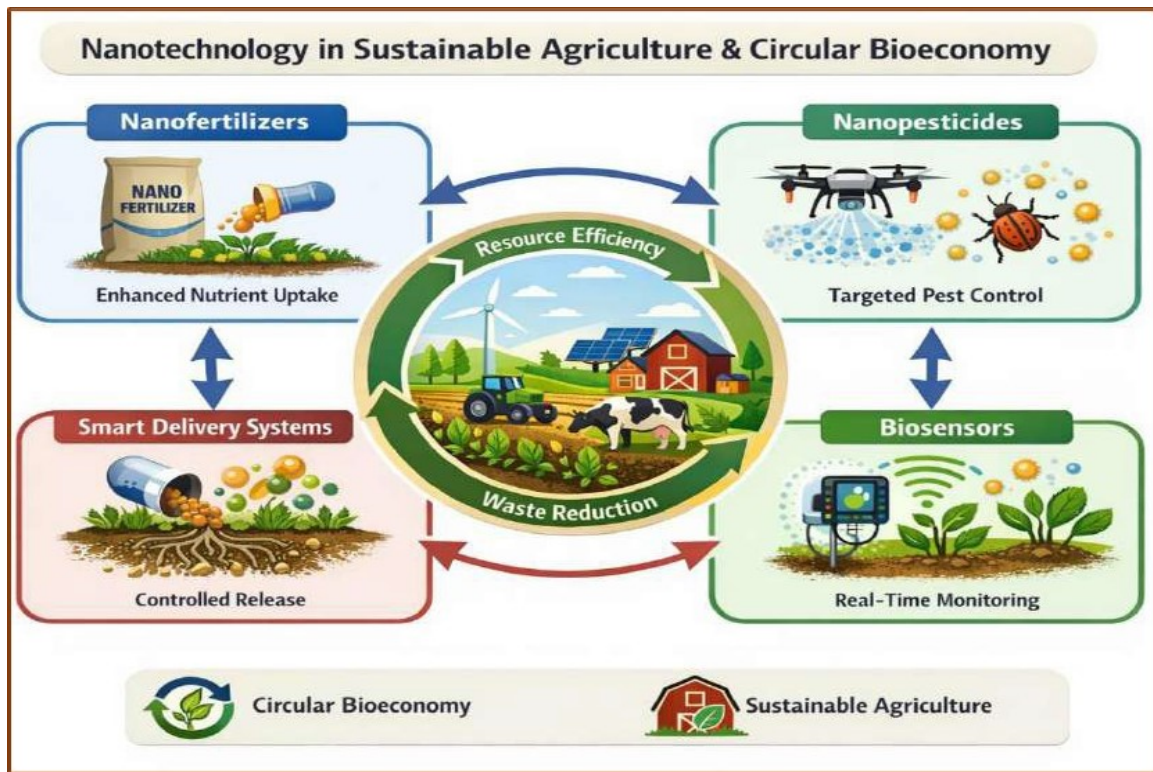 Nanotechnology in Sustainable Agriculture & Circular Bioeconomy
Nanofertilizers
NANO
FERTILIZER
Enhanced Nutrient Uptake
Nanopesticides
Targeted Pest Control
Resource Efficiency
Waste Reduction
Smart Delivery Systems
Controlled Release
Biosensors
Real-Time Monitoring
Circular Bioeconomy
Sustainable Agriculture